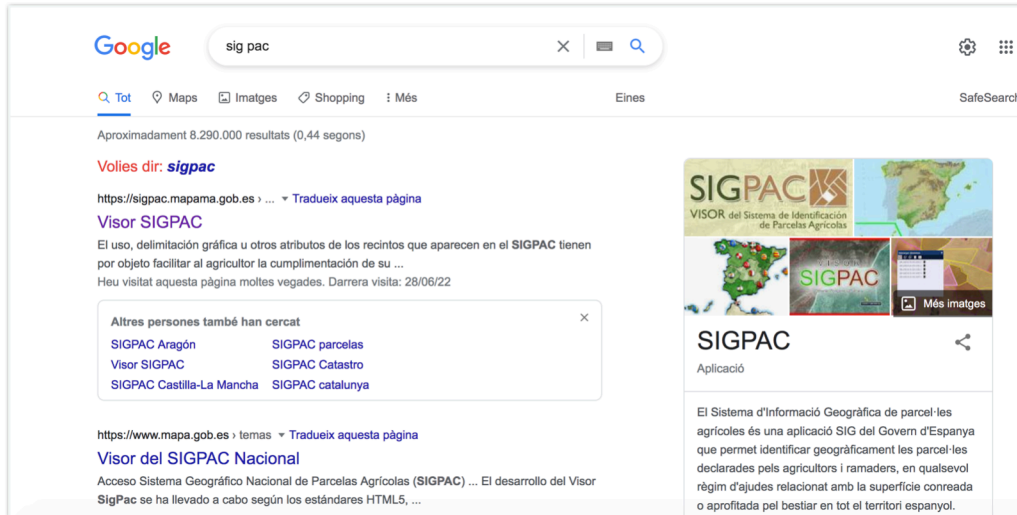 Google
sig pac
Tot Maps Imatges Shopping Més Eines SafeSearch
Aproximadament 8.290.000 resultats (0,44 segons)
Volies dir: sigpac
https://sigpac.mapama.gob.es › ... Tradueix aquesta pàgina
Visor SIGPAC
El uso, delimitación gráfica u otros atributos de los recintos que aparecen en el SIGPAC tienen
por objeto facilitar al agricultor la cumplimentación de su ...
Heu visitat aquesta pàgina moltes vegades. Darrera visita: 28/06/22
Altres persones també han cercat
SIGPAC Aragón SIGPAC parcelas
Visor SIGPAC SIGPAC Catastro
SIGPAC Castilla-La Mancha SIGPAC catalunya
https://www.mapa.gob.es › temas Tradueix aquesta pàgina
Visor del SIGPAC Nacional
Acceso Sistema Geográfico Nacional de Parcelas Agrícolas (SIGPAC) ... El desarrollo del Visor
SigPac se ha llevado a cabo según los estándares HTML5, ...
SIGPAC
VISOR del Sistema de Identificación
de Parcelas Agrícolas
SIGPAC
Més imatges
SIGPAC
Aplicació
El Sistema d'Informació Geogràfica de parcel·les
agrícoles és una aplicació SIG del Govern d'Espanya
que permet identificar geogràficament les parcel·les
declarades pels agricultors i ramaders, en qualsevol
règim d'ajudes relacionat amb la superfície conreada
o aprofitada pel bestiar en tot el territori espanyol.